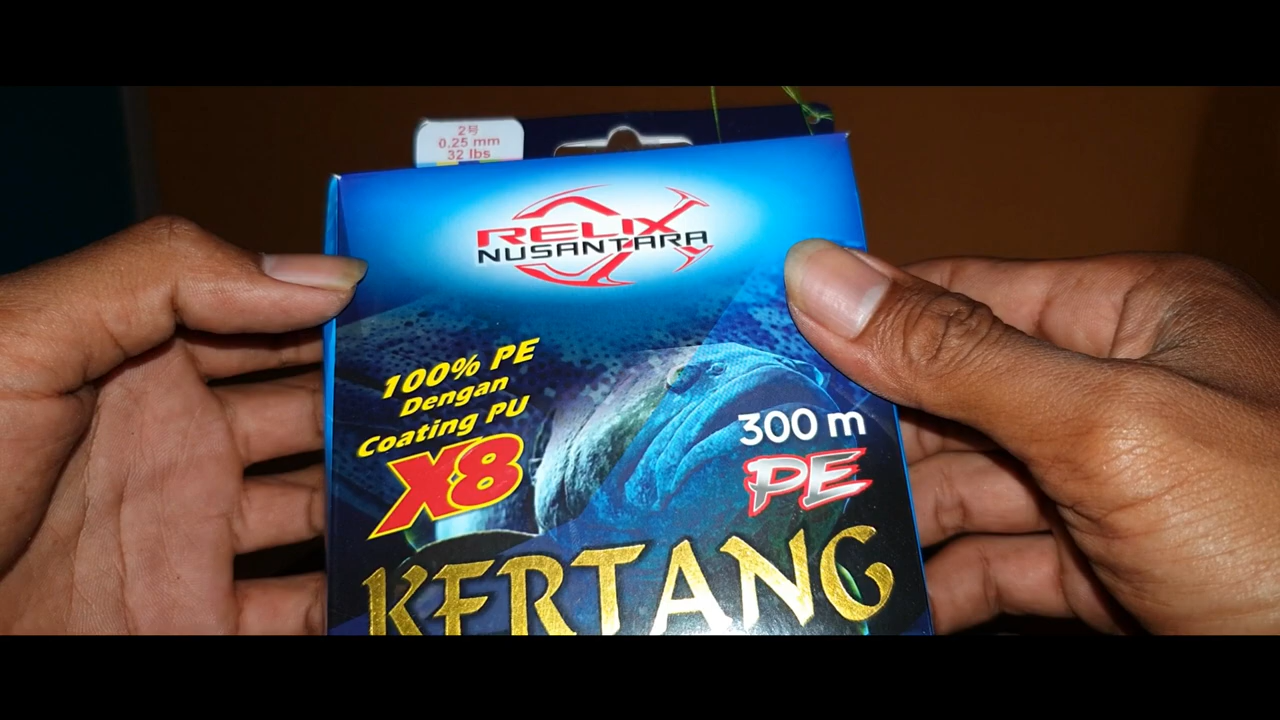 2号
0.25 mm
32 lbs
RELIX
NUSANTARA
100% PE
Dengan
Coating PU
X8
300 m
PE
KERTANG